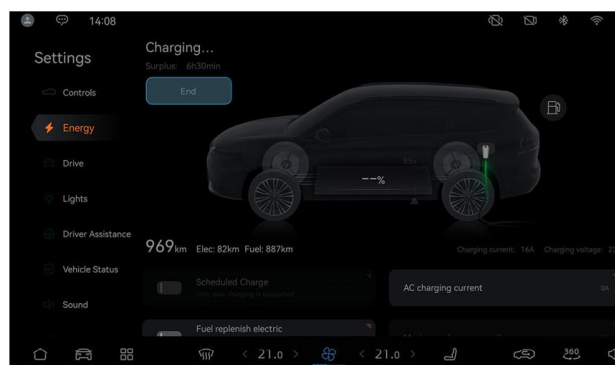 14:08
Settings
Charging...
Surplus: 6h30min
End
Controls
Energy
Drive
Lights
Driver Assistance
Vehicle Status
Sound
85%
--%
969km Elec: 82km Fuel: 887km
Charging current: 16A Charging voltage:
Scheduled Charge
AC charging current
0A
Fuel replenish electric
< 21.0 >
< 21.0 >
360